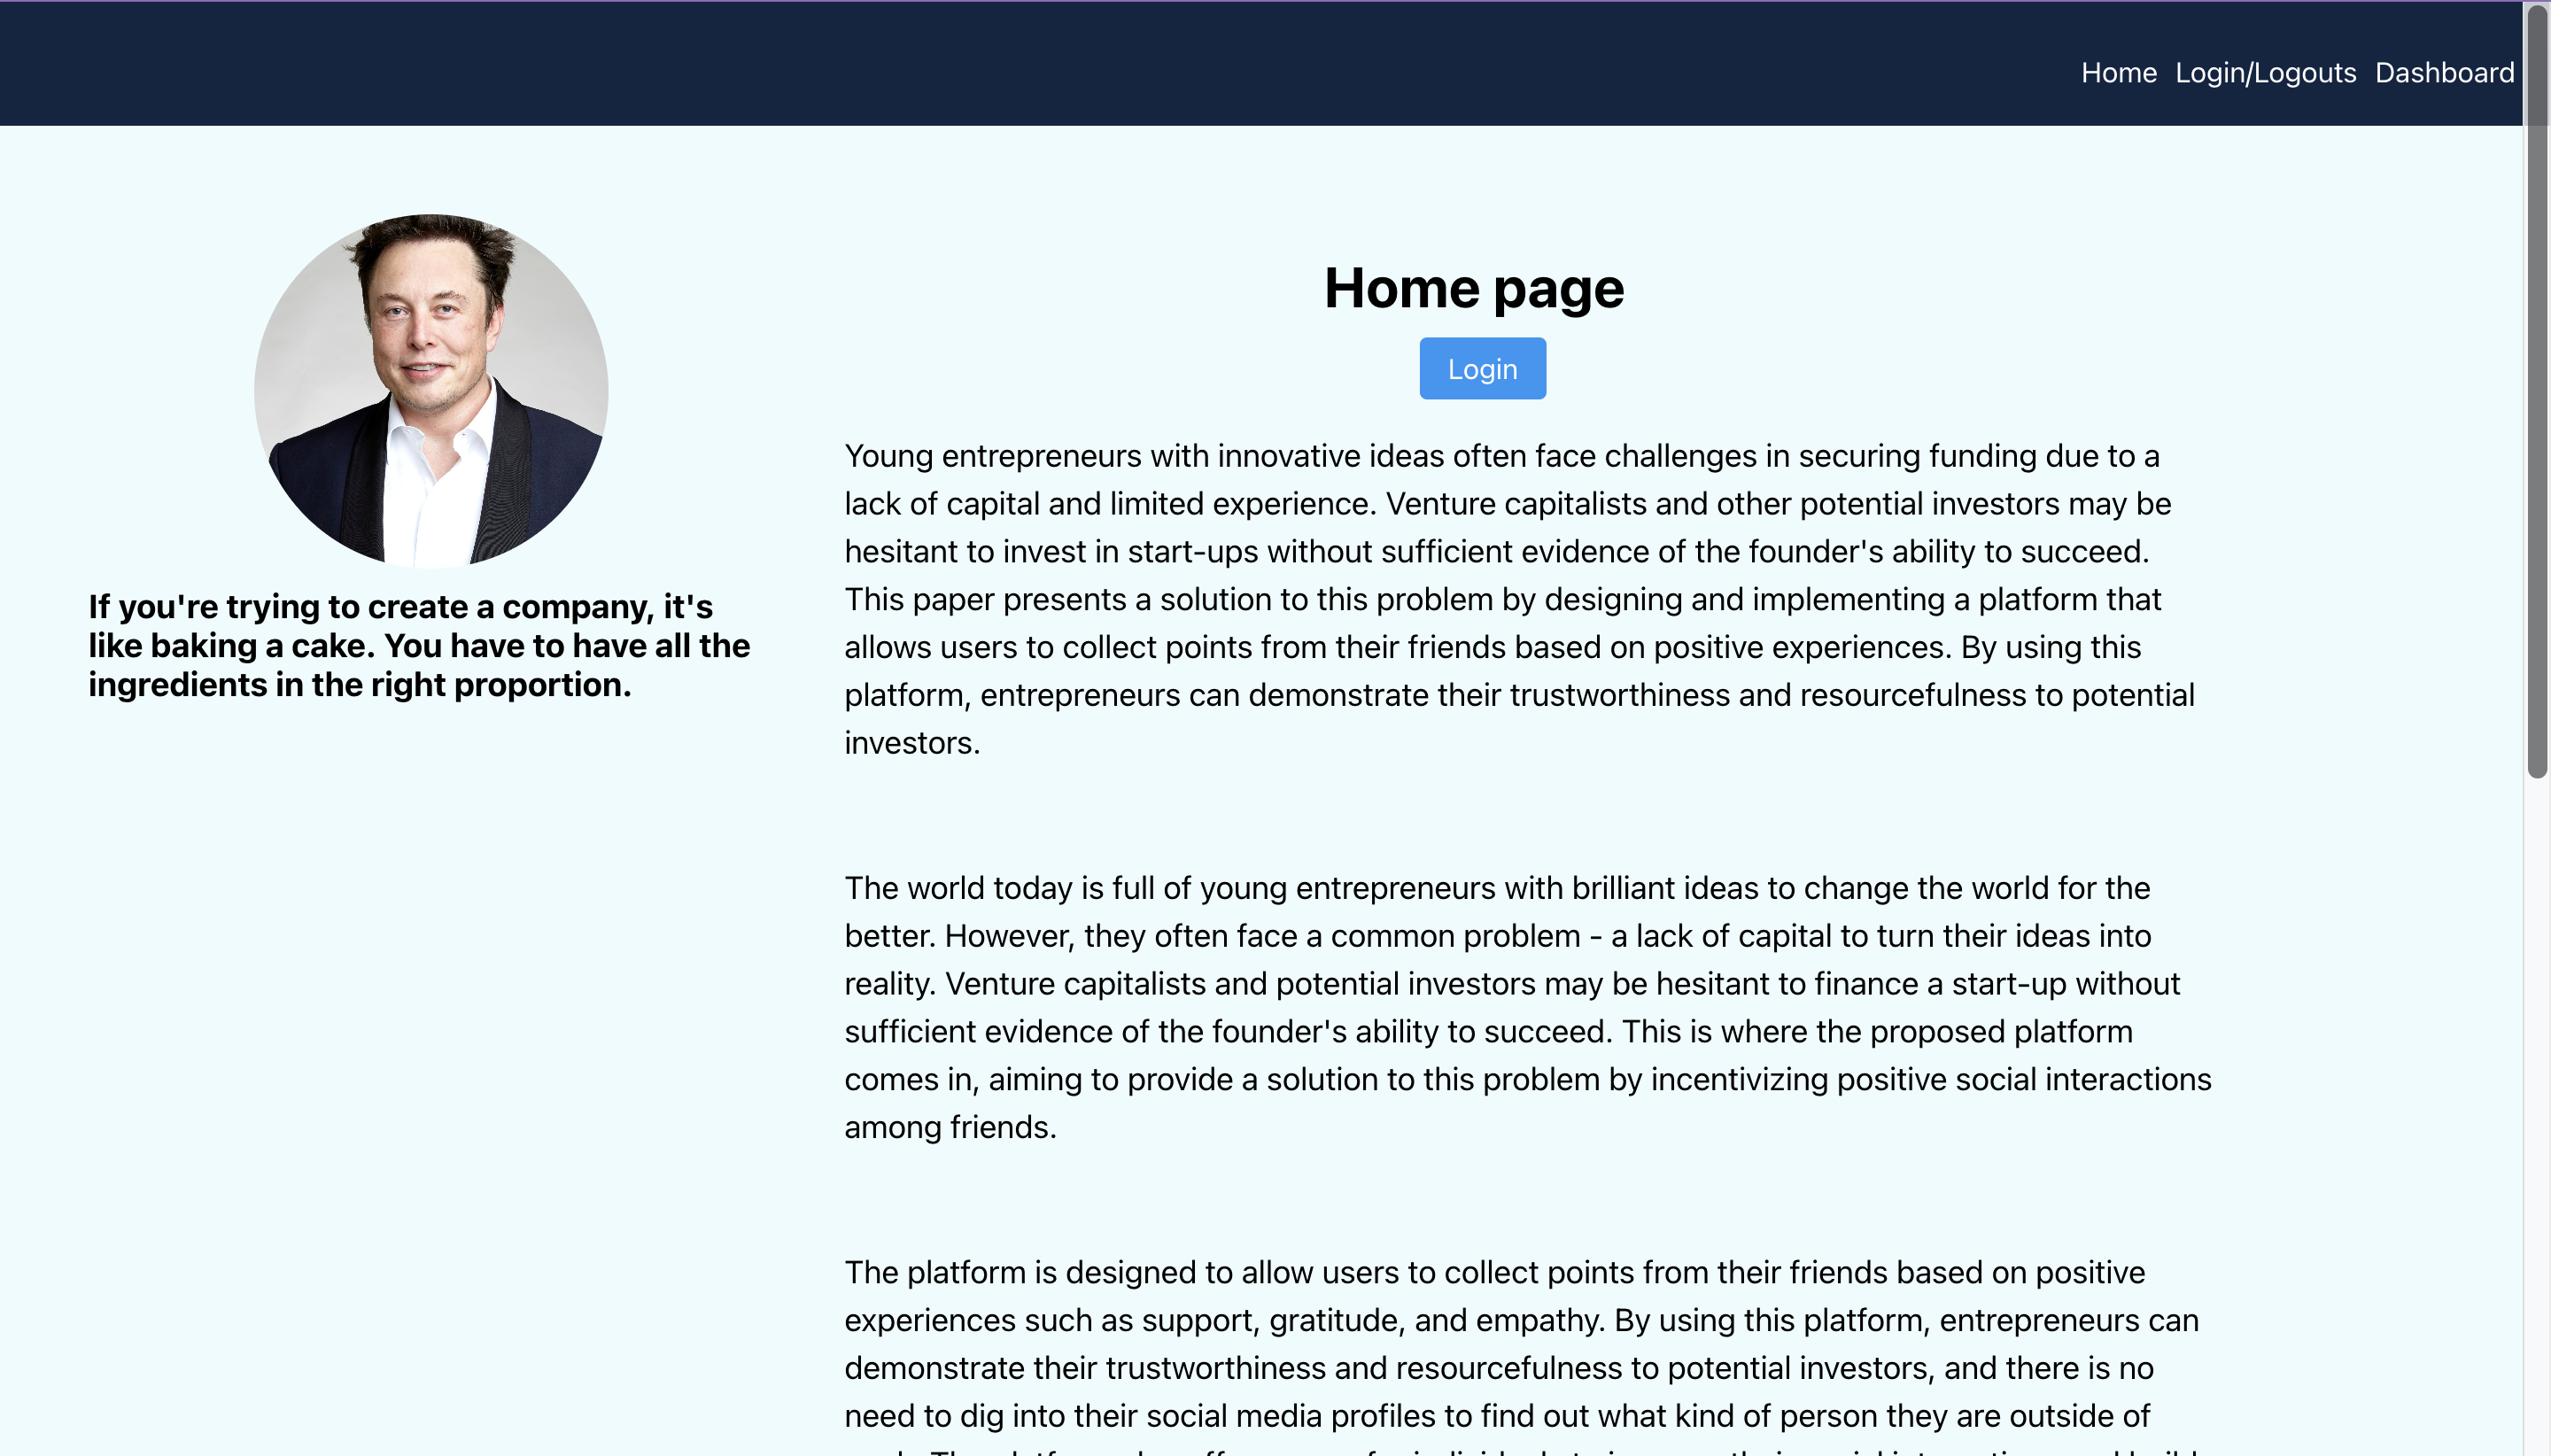 Home Login/Logouts Dashboard
If you're trying to create a company, it's
like baking a cake. You have to have all the
ingredients in the right proportion.
Home page
Login
Young entrepreneurs with innovative ideas often face challenges in securing funding due to a
lack of capital and limited experience. Venture capitalists and other potential investors may be
hesitant to invest in start-ups without sufficient evidence of the founder's ability to succeed.
This paper presents a solution to this problem by designing and implementing a platform that
allows users to collect points from their friends based on positive experiences. By using this
platform, entrepreneurs can demonstrate their trustworthiness and resourcefulness to potential
investors.
The world today is full of young entrepreneurs with brilliant ideas to change the world for the
better. However, they often face a common problem - a lack of capital to turn their ideas into
reality. Venture capitalists and potential investors may be hesitant to finance a start-up without
sufficient evidence of the founder's ability to succeed. This is where the proposed platform
comes in, aiming to provide a solution to this problem by incentivizing positive social interactions
among friends.
The platform is designed to allow users to collect points from their friends based on positive
experiences such as support, gratitude, and empathy. By using this platform, entrepreneurs can
demonstrate their trustworthiness and resourcefulness to potential investors, and there is no
need to dig into their social media profiles to find out what kind of person they are outside of